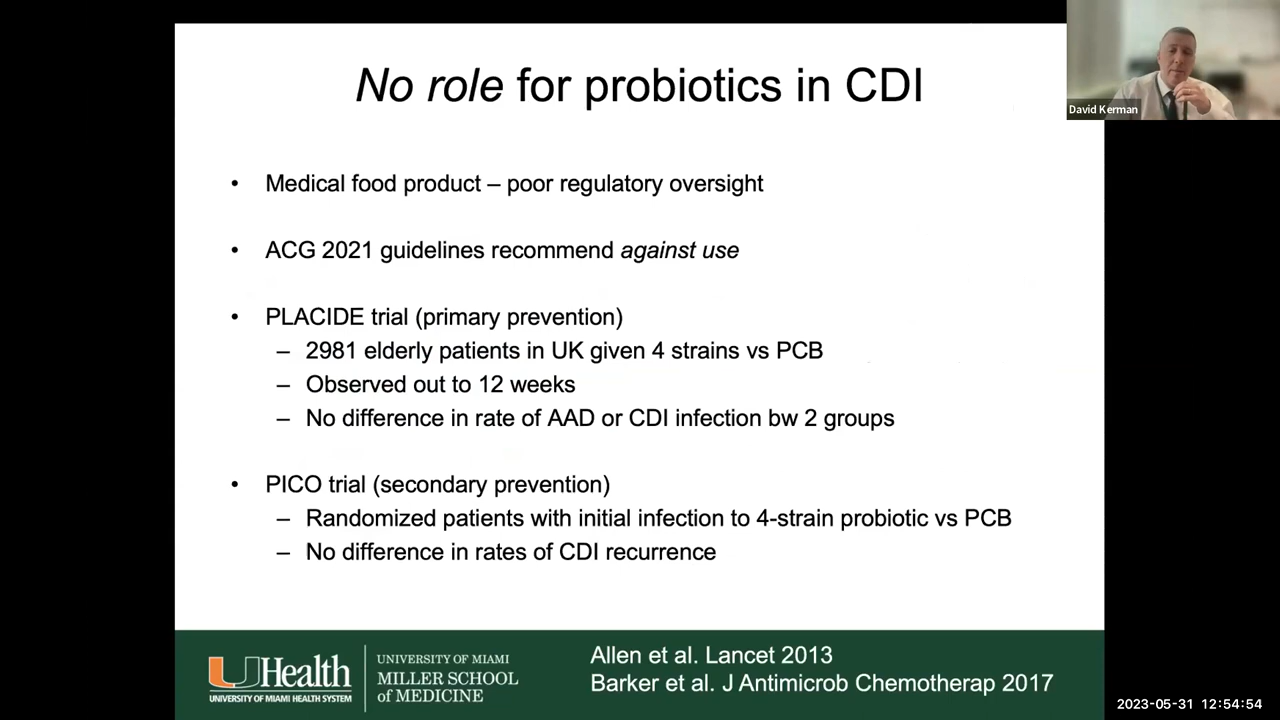 No role for probiotics in CDI
David Kerman
• Medical food product – poor regulatory oversight
• ACG 2021 guidelines recommend against use
• PLACIDE trial (primary prevention)
– 2981 elderly patients in UK given 4 strains vs PCB
– Observed out to 12 weeks
– No difference in rate of AAD or CDI infection bw 2 groups
• PICO trial (secondary prevention)
– Randomized patients with initial infection to 4-strain probiotic vs PCB
– No difference in rates of CDI recurrence
UHealth
UNIVERSITY OF MIAMI HEALTH SYSTEM
UNIVERSITY OF MIAMI
MILLER SCHOOL
of MEDICINE
Allen et al. Lancet 2013
Barker et al. J Antimicrob Chemotherap 2017
2023-05-31 12:54:54